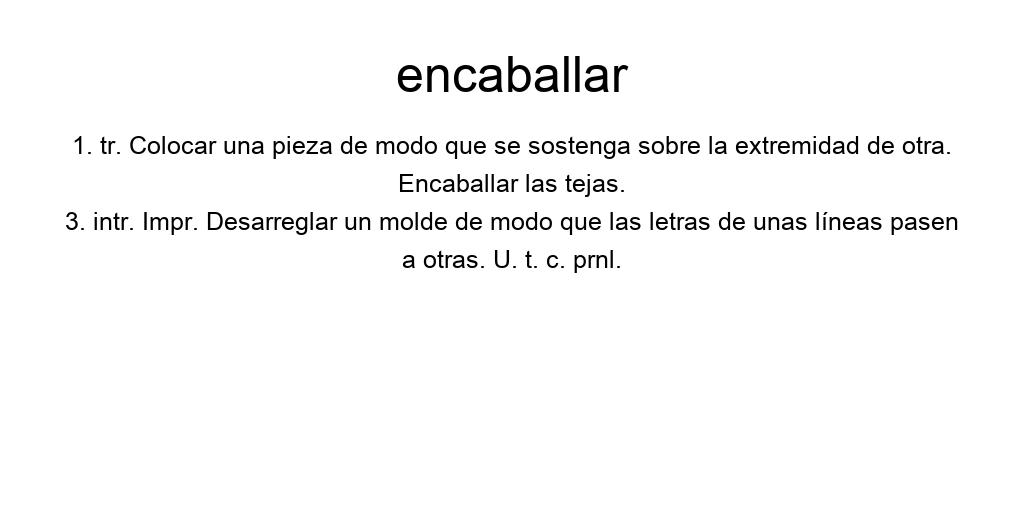 encaballar
1. tr. Colocar una pieza de modo que se sostenga sobre la extremidad de otra.
Encaballar las tejas.
3. intr. Impr. Desarreglar un molde de modo que las letras de unas líneas pasen
a otras. U. t. c. prnl.